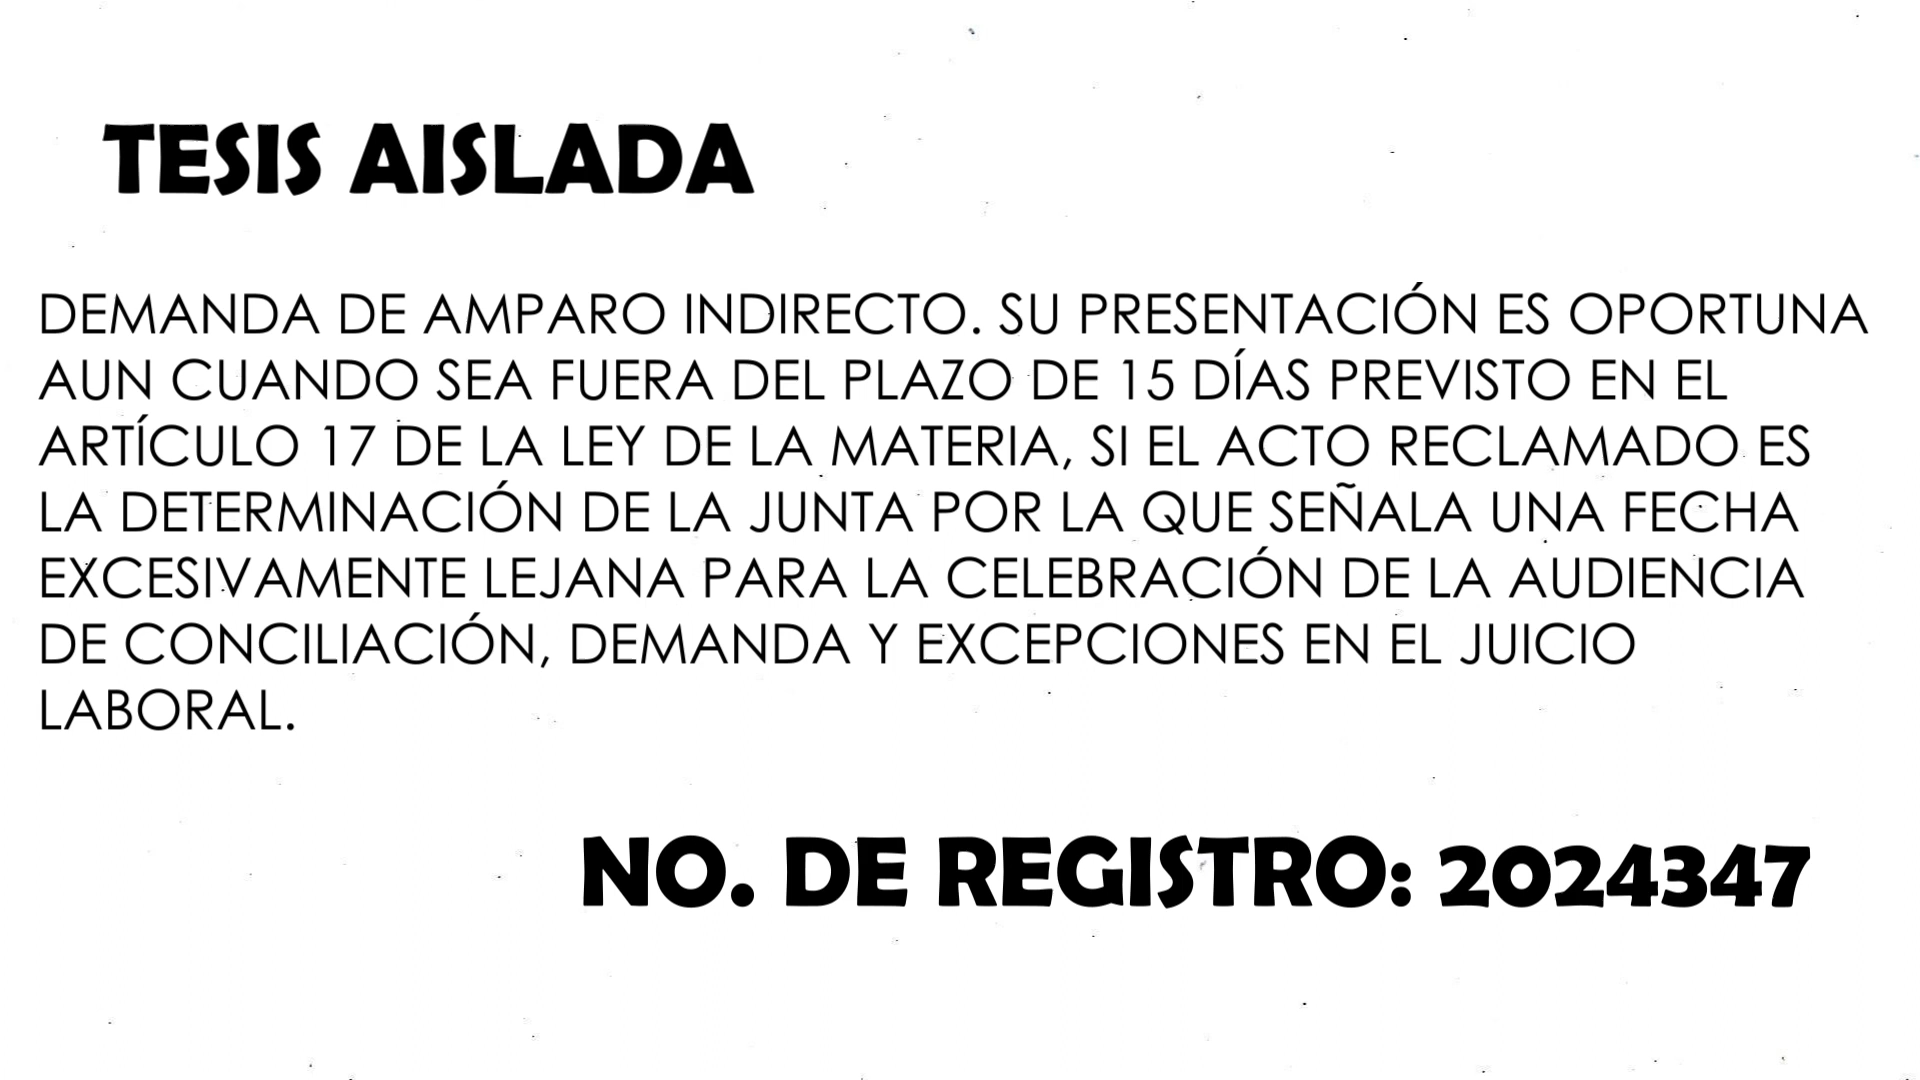 TESIS AISLADA
DEMANDA DE AMPARO INDIRECTO. SU PRESENTACIÓN ES OPORTUNA
AUN CUANDO SEA FUERA DEL PLAZO DE 15 DÍAS PREVISTO EN EL
ARTÍCULO 17 DE LA LEY DE LA MATERIA, SI EL ACTO RECLAMADO ES
LA DETERMINACIÓN DE LA JUNTA POR LA QUE SEÑALA UNA FECHA
EXCESIVAMENTE LEJANA PARA LA CELEBRACIÓN DE LA AUDIENCIA
DE CONCILIACIÓN, DEMANDA Y EXCEPCIONES EN EL JUICIO
LABORAL.
NO. DE REGISTRO: 2024347